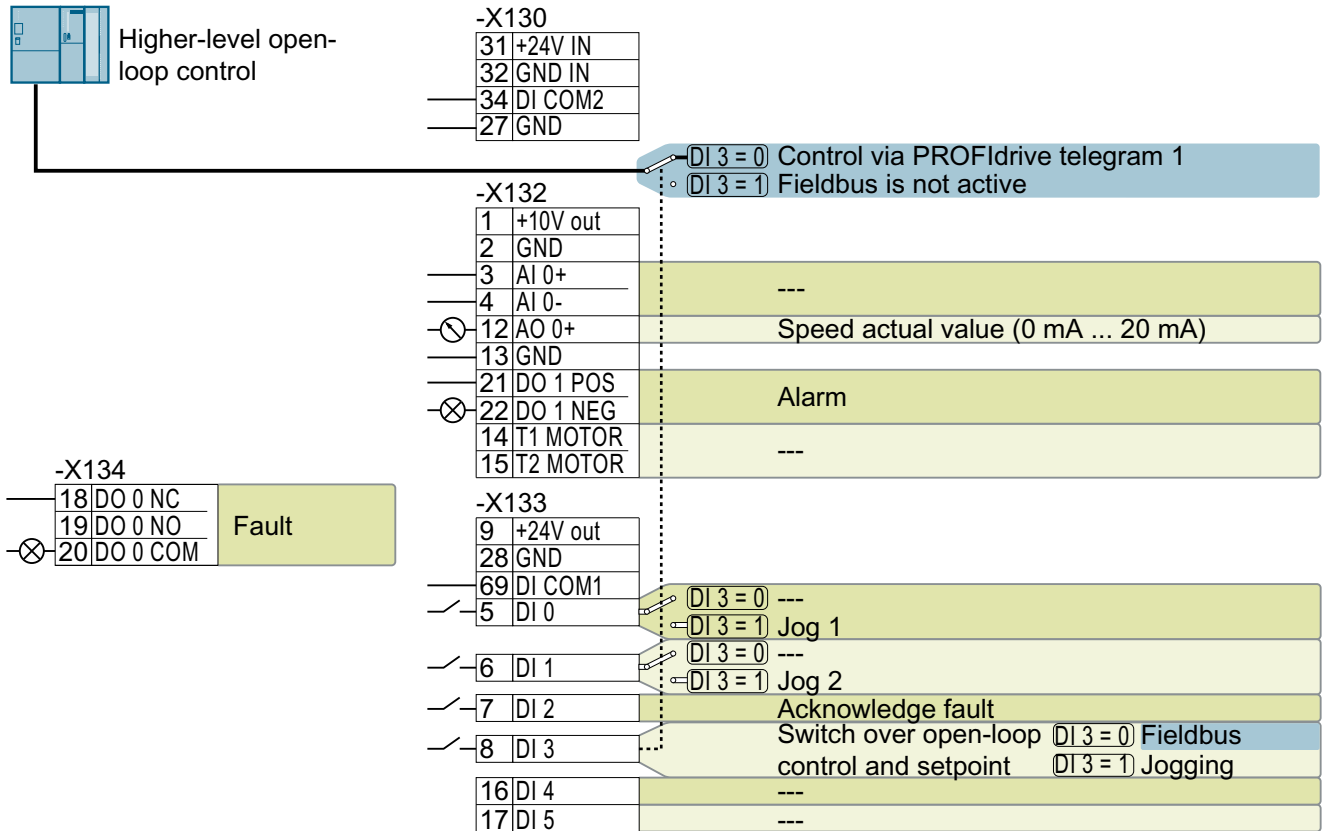 Higher-level open-
loop control
-X130
31 +24V IN
32 GND IN
34 DI COM2
27 GND
DI 3 = 0 Control via PROFIdrive telegram 1
DI 3 = 1 Fieldbus is not active
-X132
1 +10V out
2 GND
3 AI 0+
4 AI 0-
---
12 AO 0+ Speed actual value (0 mA ... 20 mA)
13 GND
21 DO 1 POS
22 DO 1 NEG
Alarm
14 T1 MOTOR
15 T2 MOTOR
---
-X134
18 DO 0 NC
19 DO 0 NO
20 DO 0 COM
Fault
-X133
9 +24V out
28 GND
69 DI COM1
5 DI 0
DI 3 = 0 ---
DI 3 = 1 Jog 1
6 DI 1
DI 3 = 0 ---
DI 3 = 1 Jog 2
7 DI 2 Acknowledge fault
8 DI 3
Switch over open-loop DI 3 = 0 Fieldbus
control and setpoint DI 3 = 1 Jogging
16 DI 4 ---
17 DI 5 ---